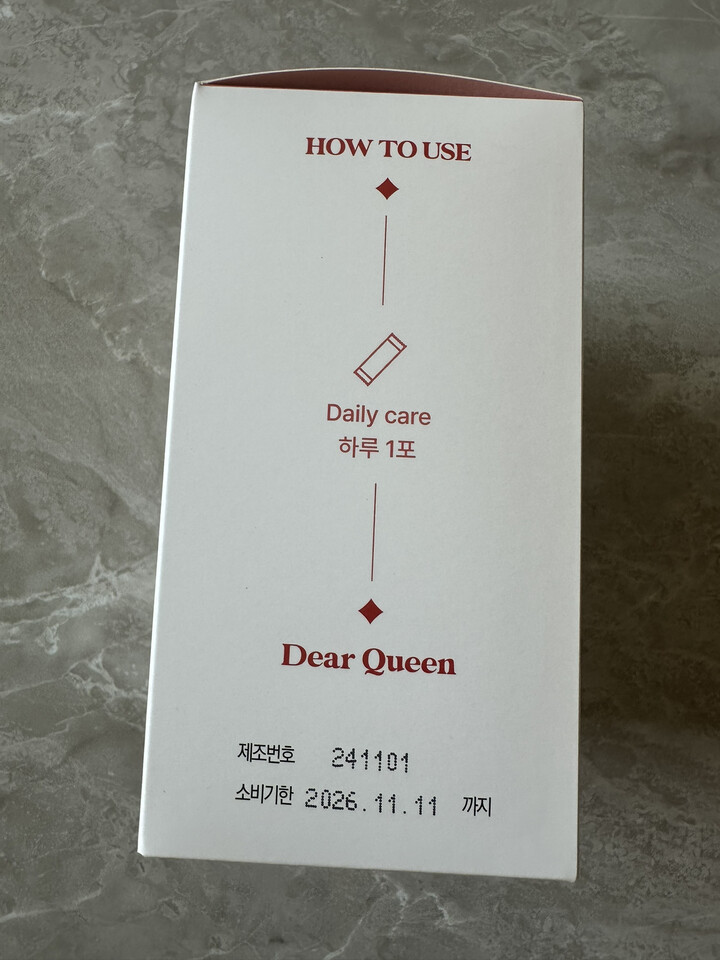 HOW TO USE
Daily care
하루 1포
Dear Queen
제조번호 241101
소비기한 2026.11.11 까지